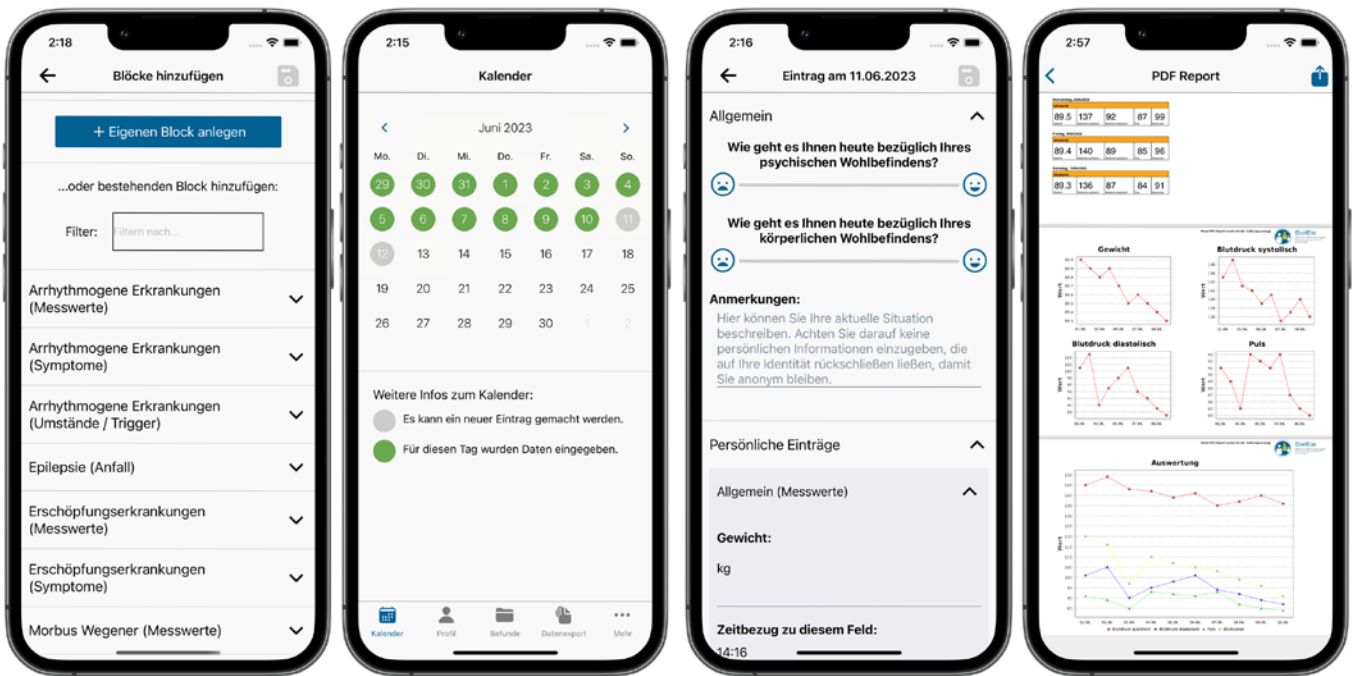 2:18
Blöcke hinzufügen
+ Eigenen Block anlegen
...oder bestehenden Block hinzufügen:
Filter:
Filtern nach...
Arrhythmogene Erkrankungen
(Messwerte)
Arrhythmogene Erkrankungen
(Symptome)
Arrhythmogene Erkrankungen
(Umstände / Trigger)
Epilepsie (Anfall)
Erschöpfungserkrankungen
(Messwerte)
Erschöpfungserkrankungen
(Symptome)
Morbus Wegener (Messwerte)
2:15
Kalender
Juni 2023
Mo. Di. Mi. Do. Fr. Sa. So.
29 30 31 1 2 3 4
5 6 7 8 9 10 11
12 13 14 15 16 17 18
19 20 21 22 23 24 25
26 27 28 29 30 1 2
Weitere Infos zum Kalender:
Es kann ein neuer Eintrag gemacht werden.
Für diesen Tag wurden Daten eingegeben.
Kalender Profil Befunde Datenexport Mehr
2:16
Eintrag am 11.06.2023
Allgemein
Wie geht es Ihnen heute bezüglich Ihres
psychischen Wohlbefindens?
Wie geht es Ihnen heute bezüglich Ihres
körperlichen Wohlbefindens?
Anmerkungen:
Hier können Sie Ihre aktuelle Situation
beschreiben. Achten Sie darauf keine
persönlichen Informationen einzugeben, die
auf Ihre Identität rückschließen ließen, damit
Sie anonym bleiben.
Persönliche Einträge
Allgemein (Messwerte)
Gewicht:
kg
Zeitbezug zu diesem Feld:
14:16
2:57
PDF Report
89.5 137 92 87 99
89.4 140 89 85 96
89.3 136 87 84 91
Gewicht
Blutdruck systolisch
Wert
Wert
Blutdruck diastolisch
Puls
Wert
Wert
Auswertung
Wert